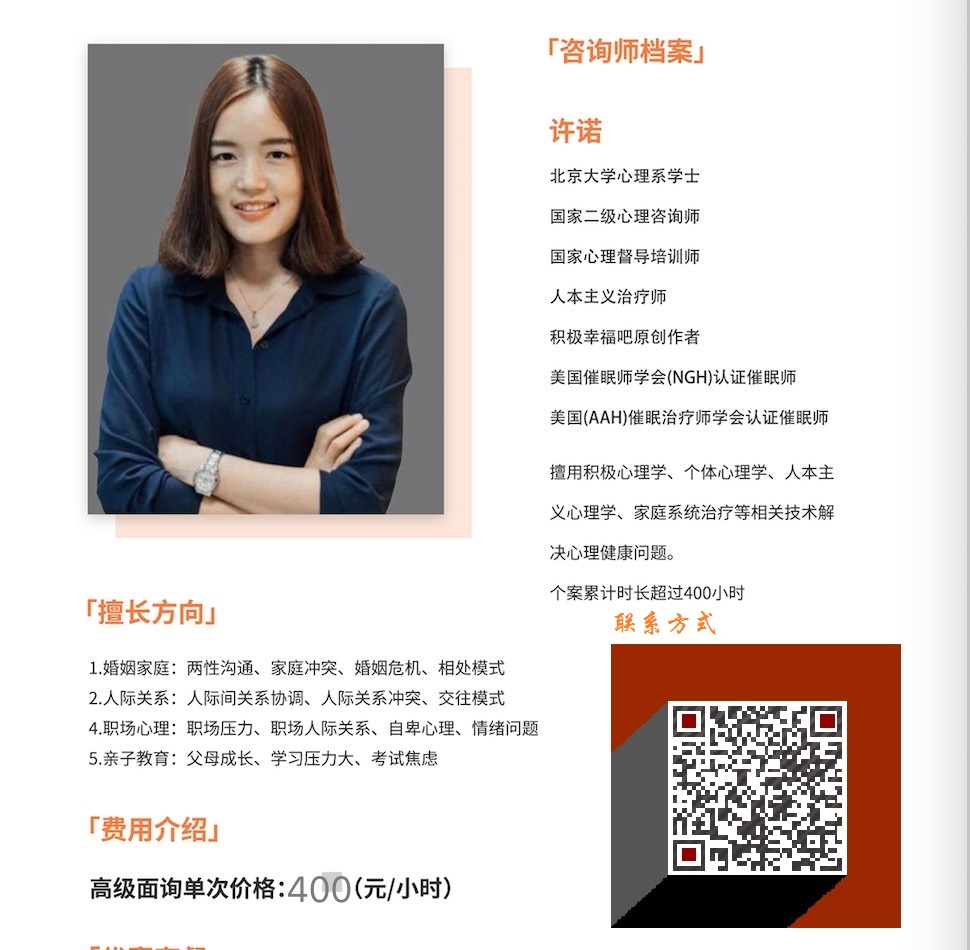 「咨询师档案」
许诺
北京大学心理系学士
国家二级心理咨询师
国家心理督导培训师
人本主义治疗师
积极幸福吧原创作者
美国催眠师学会(NGH)认证催眠师
美国(AAH)催眠治疗师学会认证催眠师
擅用积极心理学、个体心理学、人本主
义心理学、家庭系统治疗等相关技术解
决心理健康问题。
个案累计时长超过400小时
联系方式
「擅长方向」
1.婚姻家庭：两性沟通、家庭冲突、婚姻危机、相处模式
2.人际关系：人际间关系协调、人际关系冲突、交往模式
4.职场心理：职场压力、职场人际关系、自卑心理、情绪问题
5.亲子教育：父母成长、学习压力大、考试焦虑
「费用介绍」
高级面询单次价格:400(元/小时)